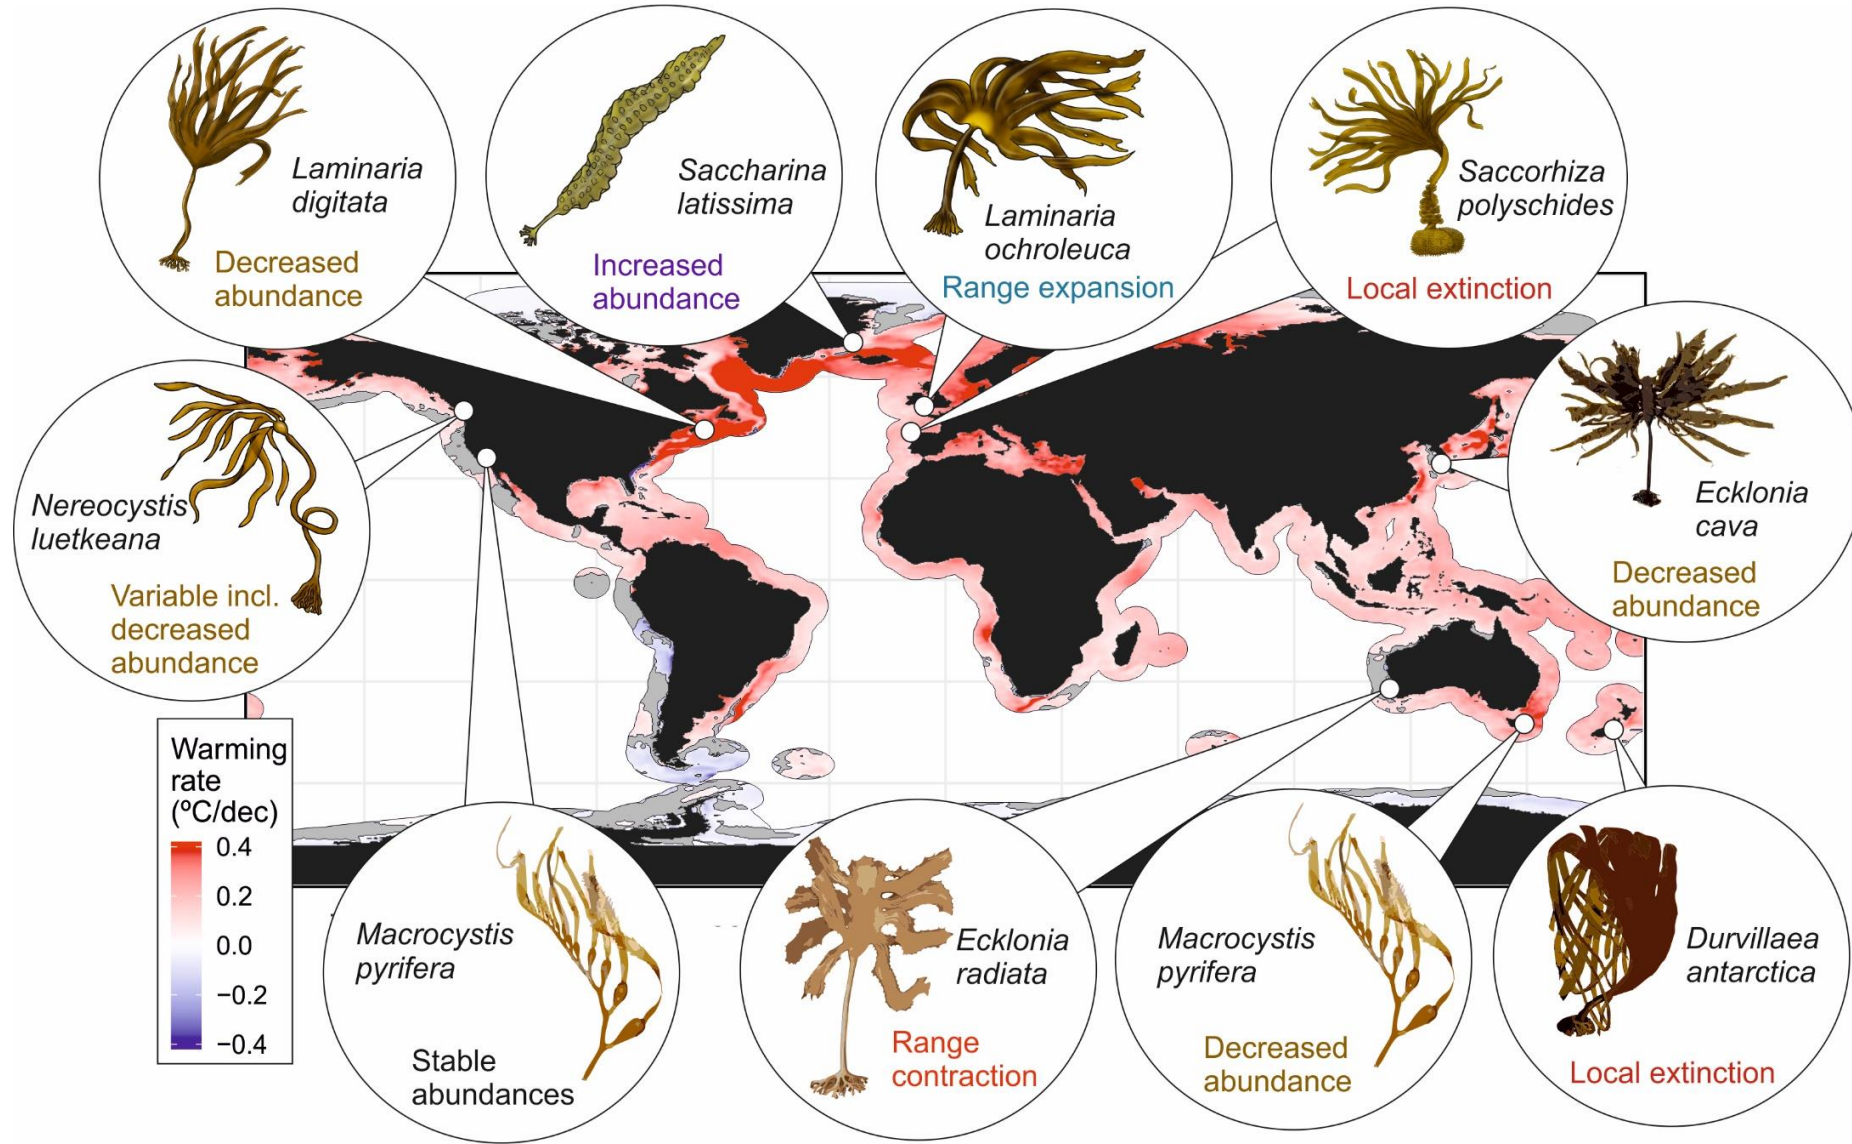 Laminaria
digitata
Decreased
abundance
Saccharina
latissima
Increased
abundance
Laminaria
ochroleuca
Range expansion
Saccorhiza
polyschides
Local extinction
Nereocystis
luetkeana
Variable incl.
decreased
abundance
Ecklonia
cava
Decreased
abundance
Warming
rate
(ºC/dec)
0.4
0.2
0.0
−0.2
−0.4
Macrocystis
pyrifera
Stable
abundances
Ecklonia
radiata
Range
contraction
Macrocystis
pyrifera
Decreased
abundance
Durvillaea
antarctica
Local extinction